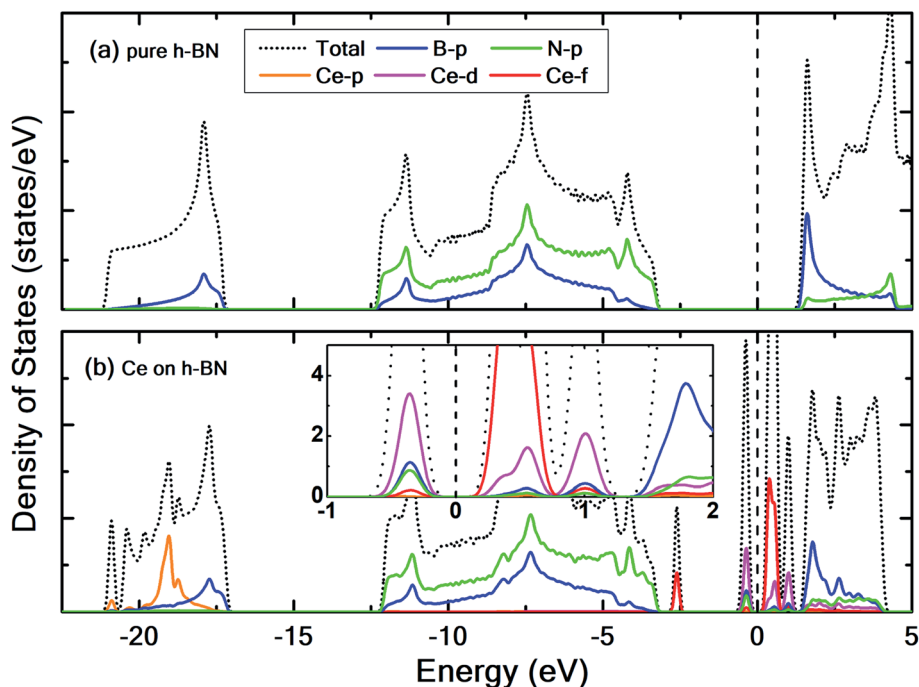 (a) pure h-BN
Total B-p N-p
Ce-p Ce-d Ce-f
(b) Ce on h-BN
4
2
0
-1 0 1 2
-20 -15 -10 -5 0 5
Energy (eV)
Density of States (states/eV)